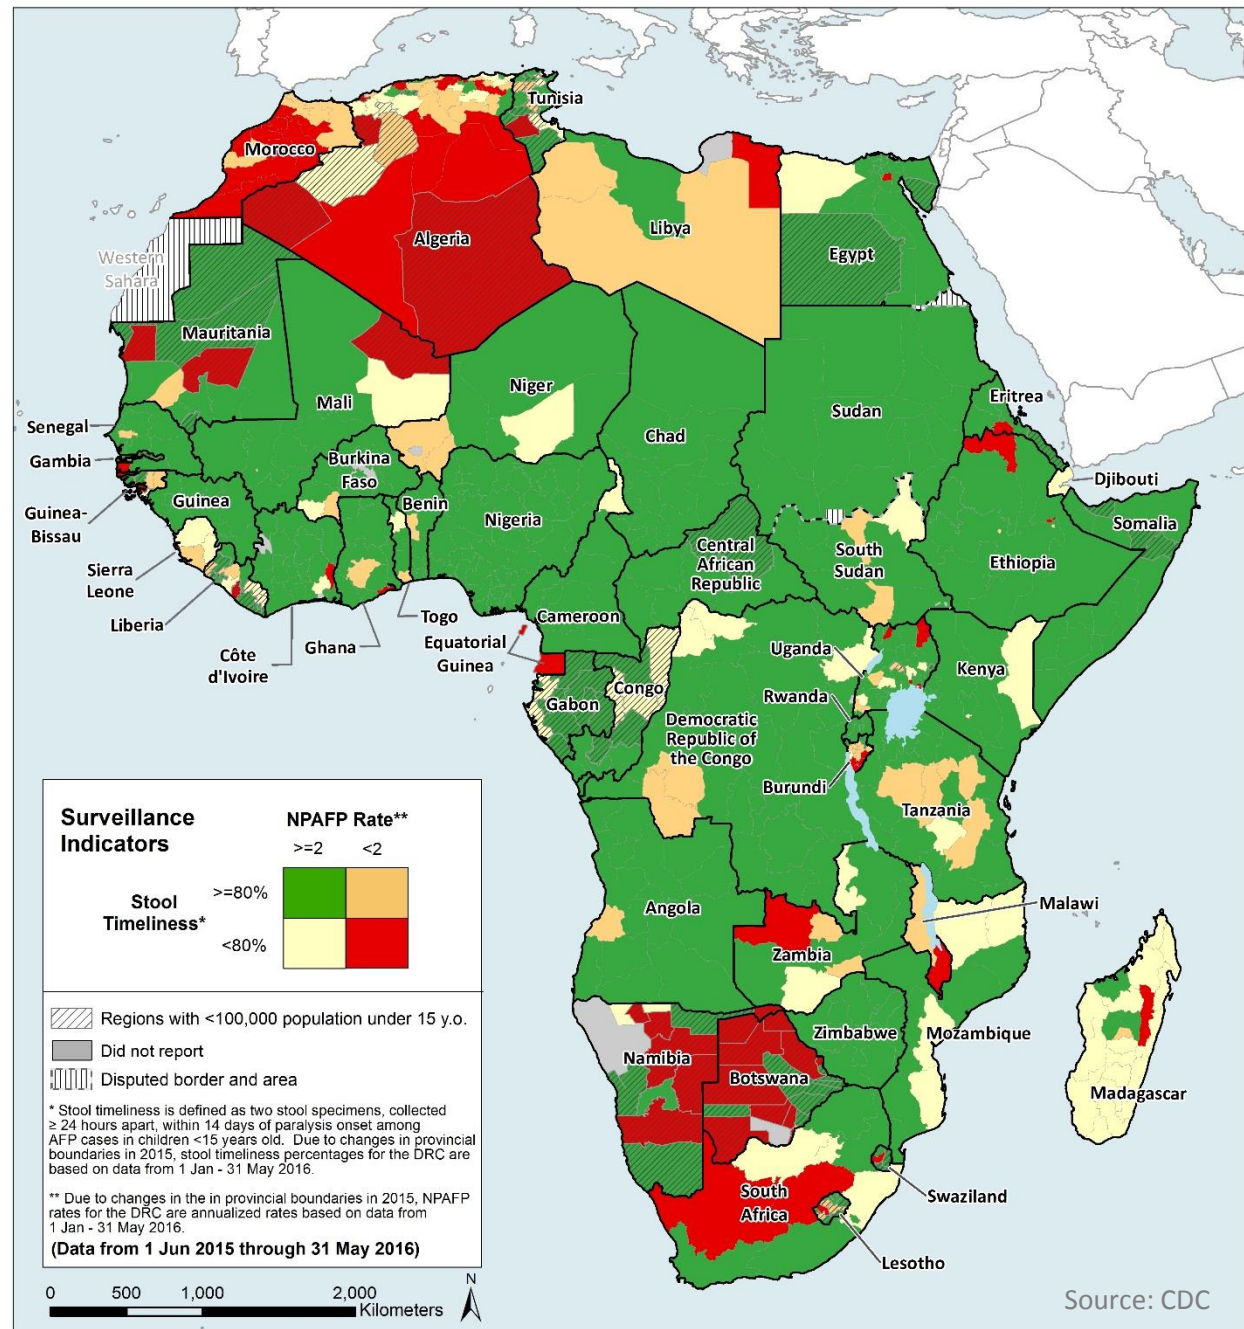 Tunisia
Morocco
Algeria
Libya
Egypt
Western
Sahara
Mauritania
Mali
Niger
Chad
Sudan
Eritrea
Senegal
Gambia
Guinea-
Bissau
Guinea
Burkina
Faso
Benin
Nigeria
Djibouti
Somalia
Ethiopia
South
Sudan
Central
African
Republic
Sierra
Leone
Liberia
Côte
d'Ivoire
Ghana
Togo
Cameroon
Equatorial
Guinea
Uganda
Kenya
Congo
Gabon
Rwanda
Democratic
Republic of
the Congo
Burundi
Tanzania
Angola
Malawi
Zambia
Zimbabwe
Mozambique
Namibia
Botswana
Madagascar
South
Africa
Swaziland
Lesotho
Surveillance
Indicators
NPAFP Rate**
>=2 <2
Stool
Timeliness*
>=80%
<80%
Regions with <100,000 population under 15 y.o.
Did not report
Disputed border and area
* Stool timeliness is defined as two stool specimens, collected
≥ 24 hours apart, within 14 days of paralysis onset among
AFP cases in children <15 years old. Due to changes in provincial
boundaries in 2015, stool timeliness percentages for the DRC are
based on data from 1 Jan - 31 May 2016.
** Due to changes in the in provincial boundaries in 2015, NPAFP
rates for the DRC are annualized rates based on data from
1 Jan - 31 May 2016.
(Data from 1 Jun 2015 through 31 May 2016)
0 500 1,000 2,000
Kilometers
N
Source: CDC